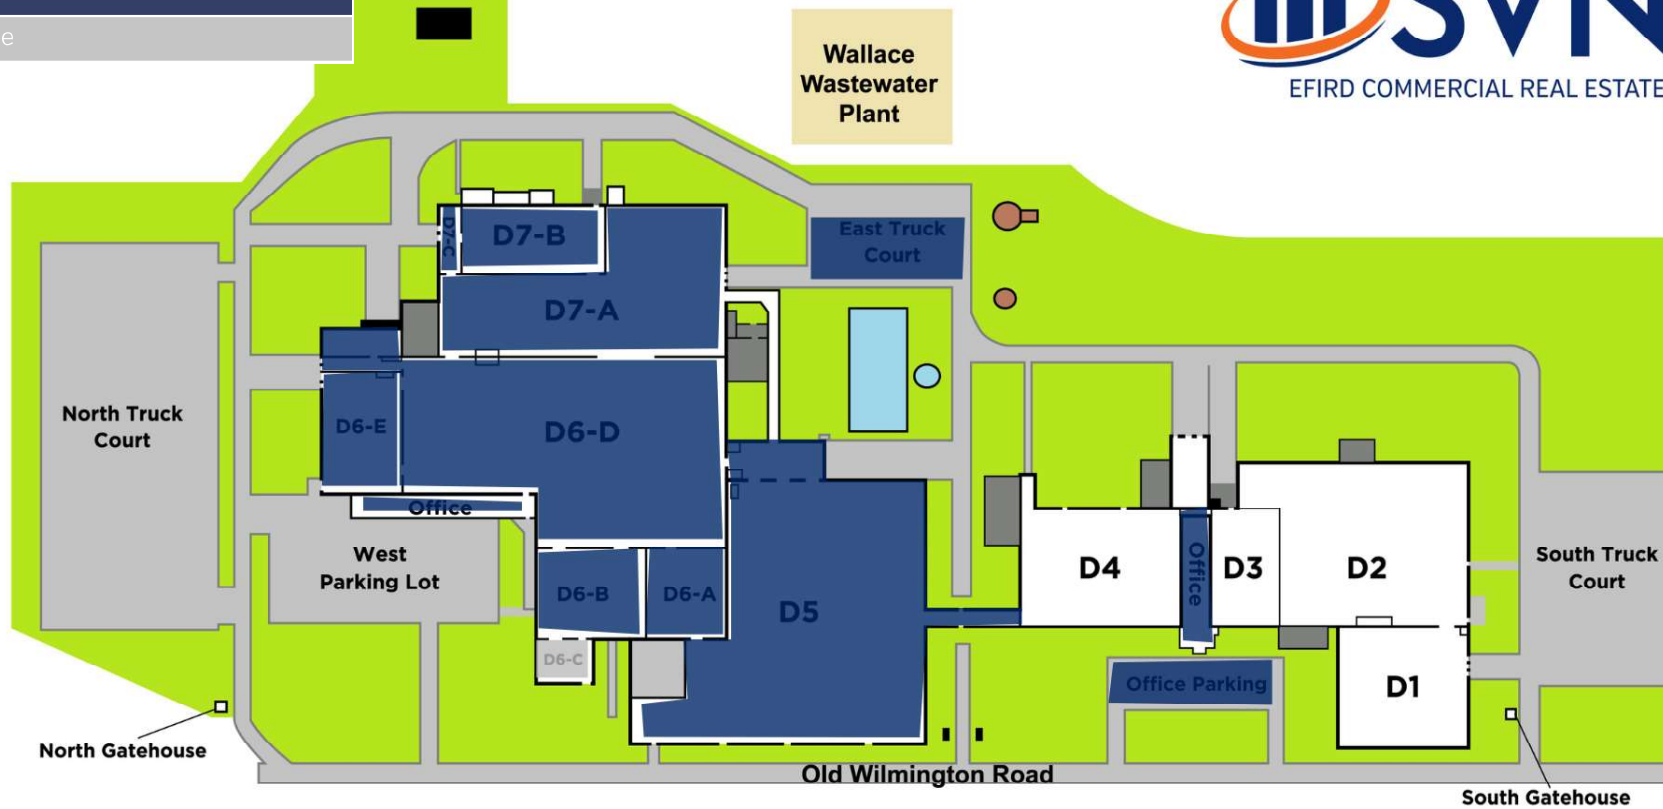 e
SVN
EFIRD COMMERCIAL REAL ESTATE
Wallace
Wastewater
Plant
D7-C
D7-B
East Truck
Court
D7-A
North Truck
Court
D6-E
D6-D
Office
West
Parking Lot
D6-B
D6-A
D5
D4
Office
D3
D2
South Truck
Court
D6-C
Office Parking
D1
North Gatehouse
Old Wilmington Road
South Gatehouse